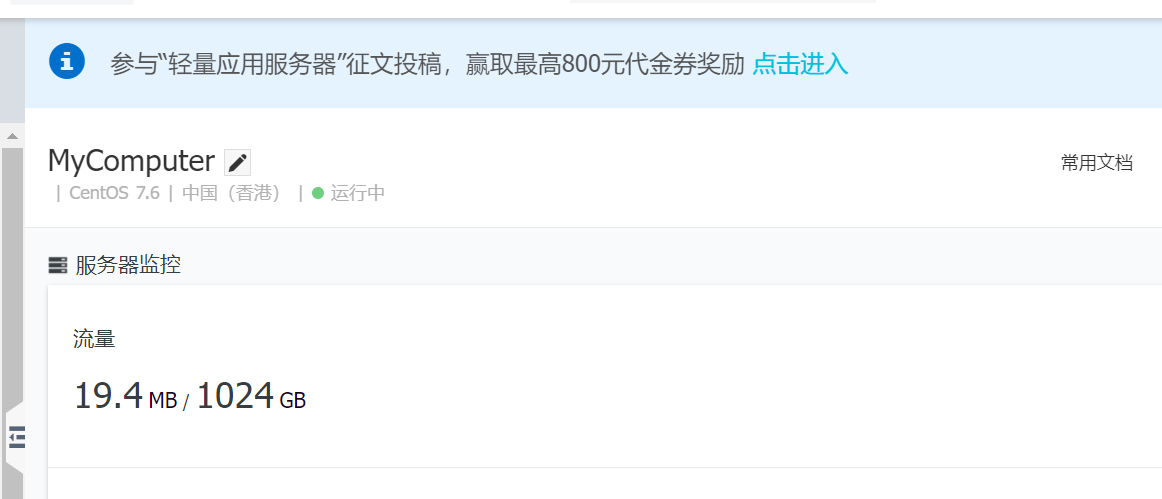 参与“轻量应用服务器”征文投稿，赢取最高800元代金券奖励 点击进入
MyComputer
常用文档
| CentOS 7.6 | 中国（香港） | 运行中
服务器监控
流量
19.4 MB / 1024 GB